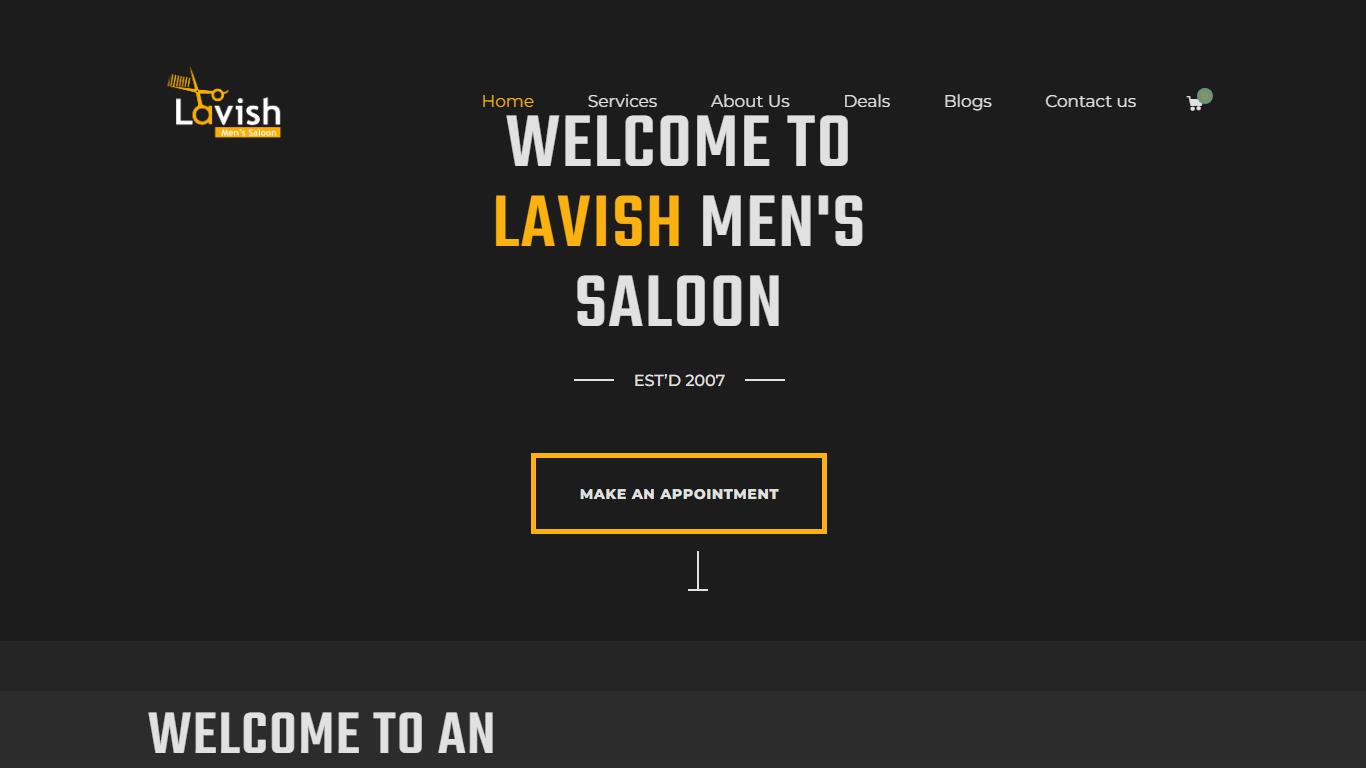 Lavish
Men's Saloon
Home Services About Us Deals Blogs Contact us
WELCOME TO
LAVISH MEN'S
SALOON
EST’D 2007
MAKE AN APPOINTMENT
WELCOME TO AN